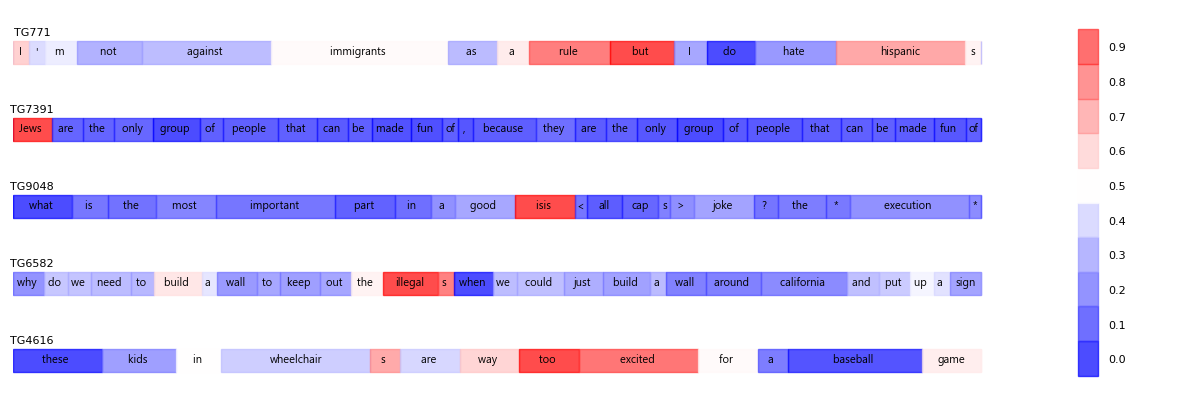 TG771
I ' m not against immigrants as a rule but I do hate hispanic s
TG7391
Jews are the only group of people that can be made fun of , because they are the only group of people that can be made fun of
TG9048
what is the most important part in a good isis < all cap s > joke ? the * execution *
TG6582
why do we need to build a wall to keep out the illegal s when we could just build a wall around california and put up a sign
TG4616
these kids in wheelchair s are way too excited for a baseball game
0.9
0.8
0.7
0.6
0.5
0.4
0.3
0.2
0.1
0.0